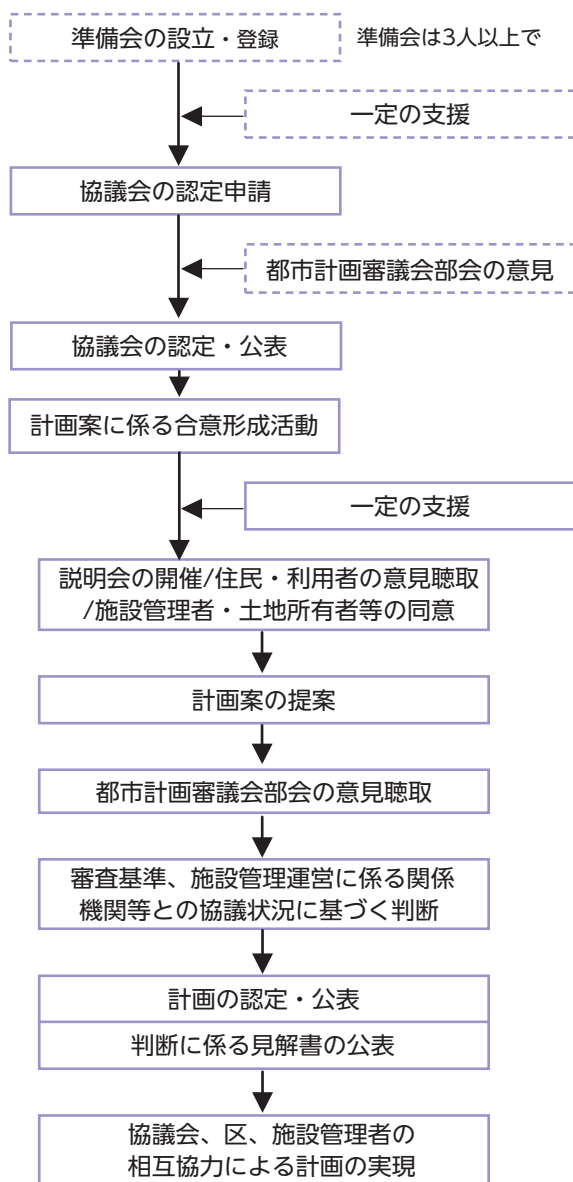 準備会の設立・登録
準備会は3人以上で
一定の支援
協議会の認定申請
都市計画審議会部会の意見
協議会の認定・公表
計画案に係る合意形成活動
一定の支援
説明会の開催/住民・利用者の意見聴取
/施設管理者・土地所有者等の同意
計画案の提案
都市計画審議会部会の意見聴取
審査基準、施設管理運営に係る関係
機関等との協議状況に基づく判断
計画の認定・公表
判断に係る見解書の公表
協議会、区、施設管理者の
相互協力による計画の実現